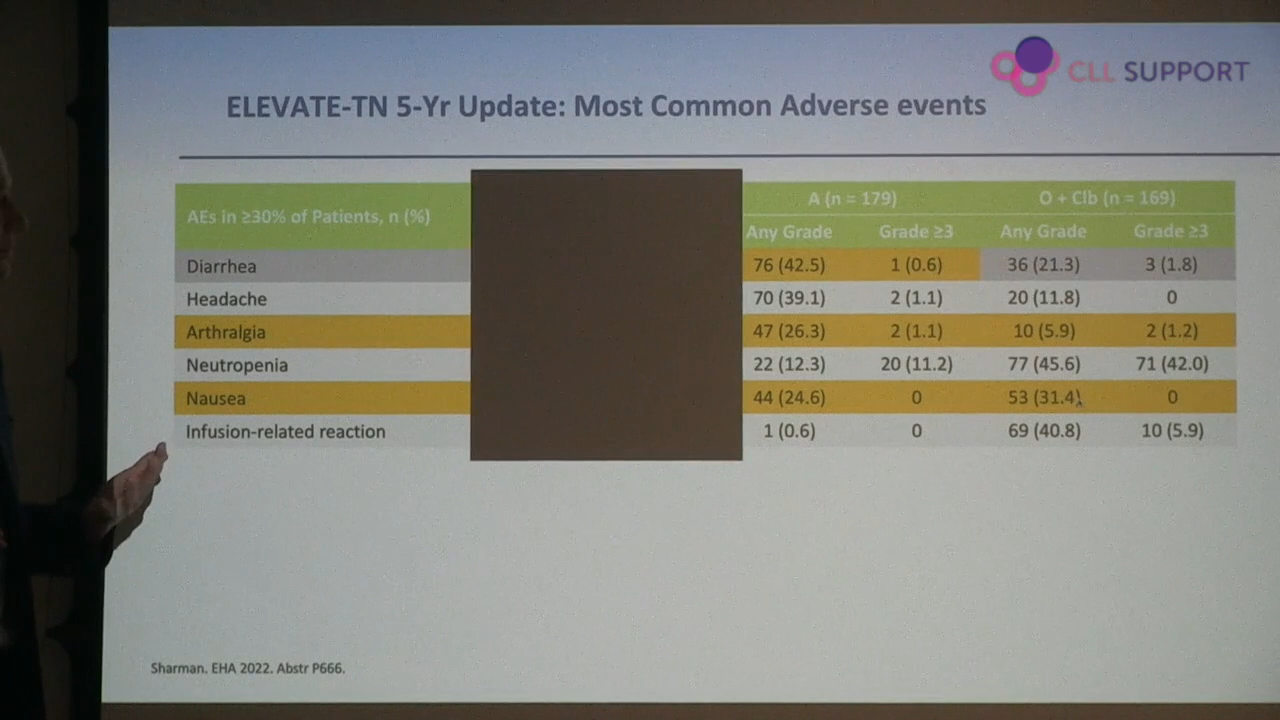 CLL SUPPORT
ELEVATE-TN 5-Yr Update: Most Common Adverse events
AEs in ≥30% of Patients, n (%)
A (n = 179) O + Clb (n = 169)
Any Grade Grade ≥3 Any Grade Grade ≥3
Diarrhea 76 (42.5) 1 (0.6) 36 (21.3) 3 (1.8)
Headache 70 (39.1) 2 (1.1) 20 (11.8) 0
Arthralgia 47 (26.3) 2 (1.1) 10 (5.9) 2 (1.2)
Neutropenia 22 (12.3) 20 (11.2) 77 (45.6) 71 (42.0)
Nausea 44 (24.6) 0 53 (31.4) 0
Infusion-related reaction 1 (0.6) 0 69 (40.8) 10 (5.9)
Sharman. EHA 2022. Abstr P666.